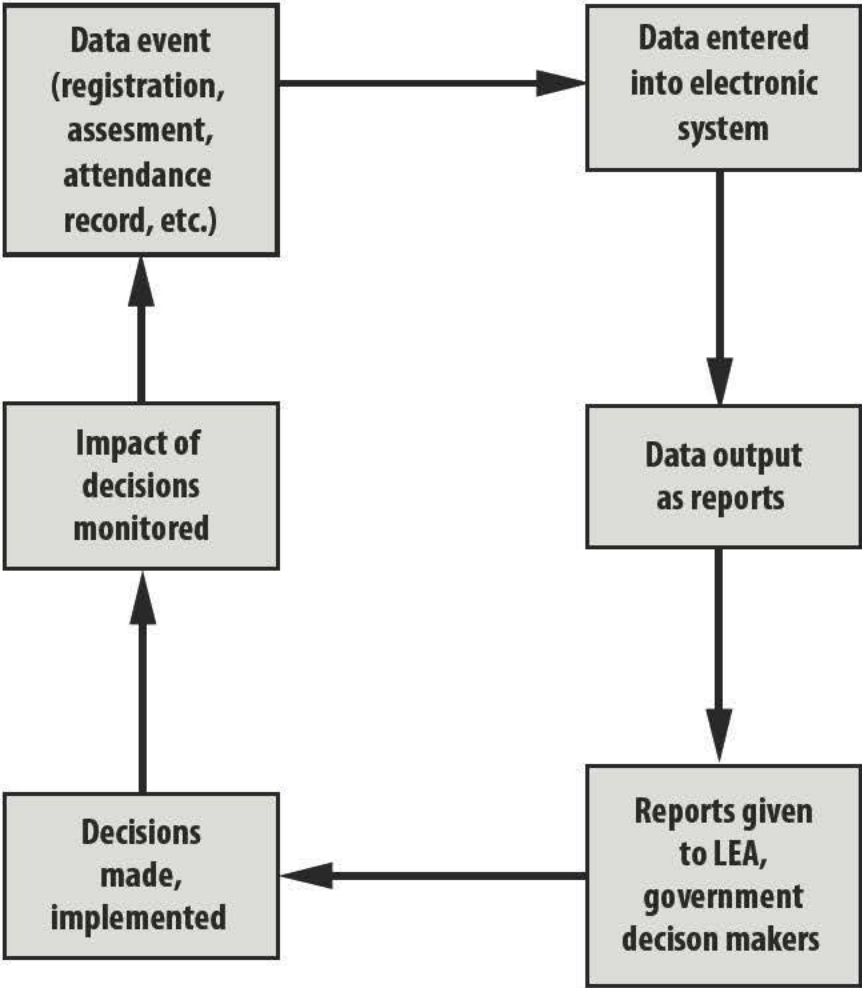 Data event
(registration,
assesment,
attendance
record, etc.)
Data entered
into electronic
system
Data output
as reports
Reports given
to LEA,
government
decison makers
Decisions
made,
implemented
Impact of
decisions
monitored